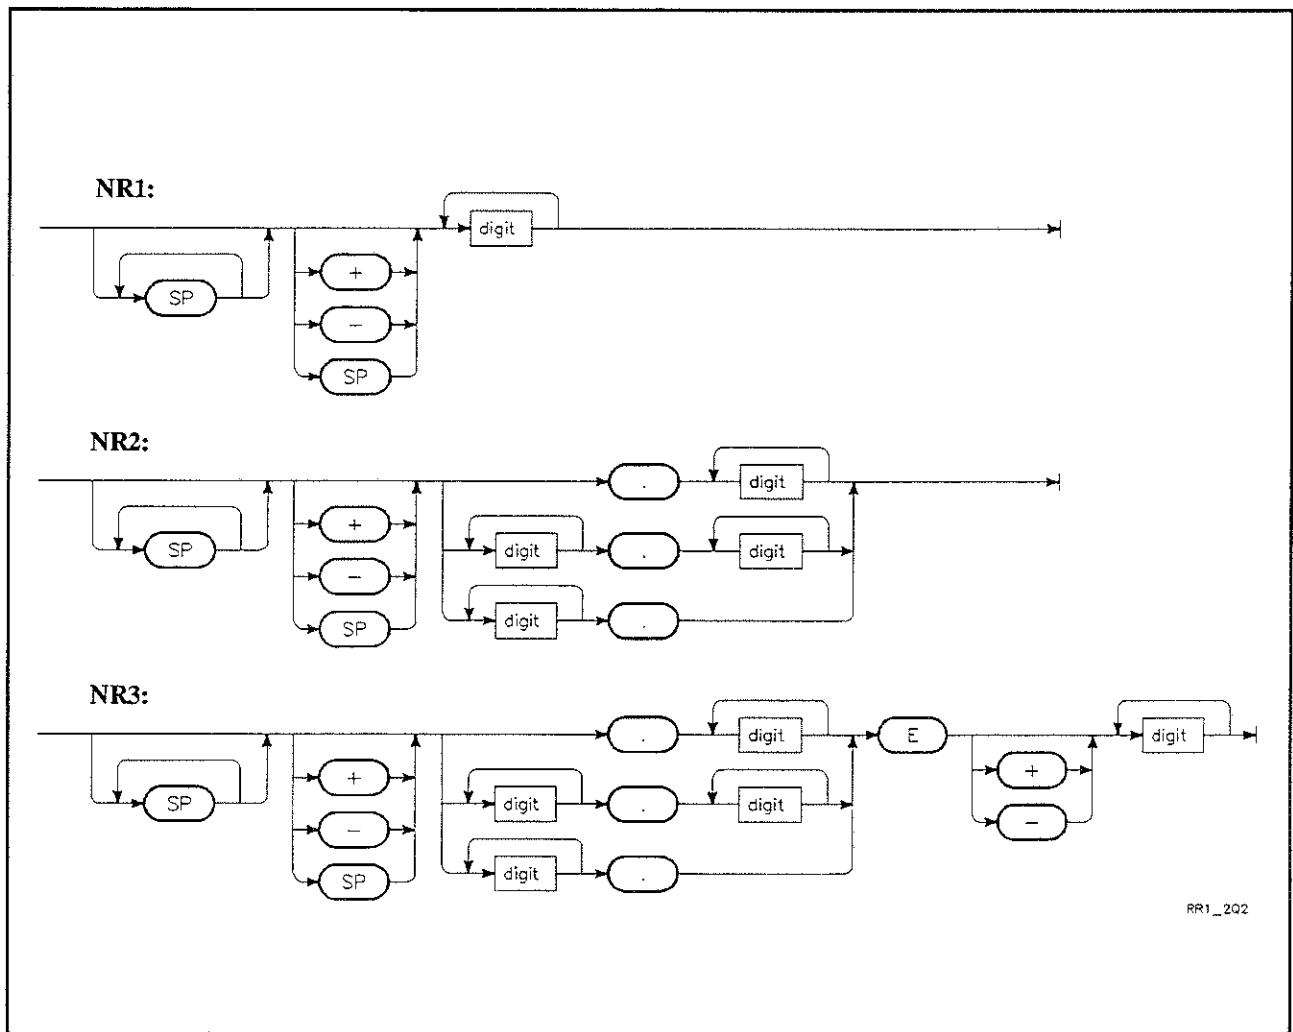 NR1:
digit
SP
+
-
SP
NR2:
. digit
SP
+
digit . digit
-
SP
digit .
NR3:
. digit E digit
SP
+
digit . digit
+
-
-
SP
digit .
RR1_2Q2